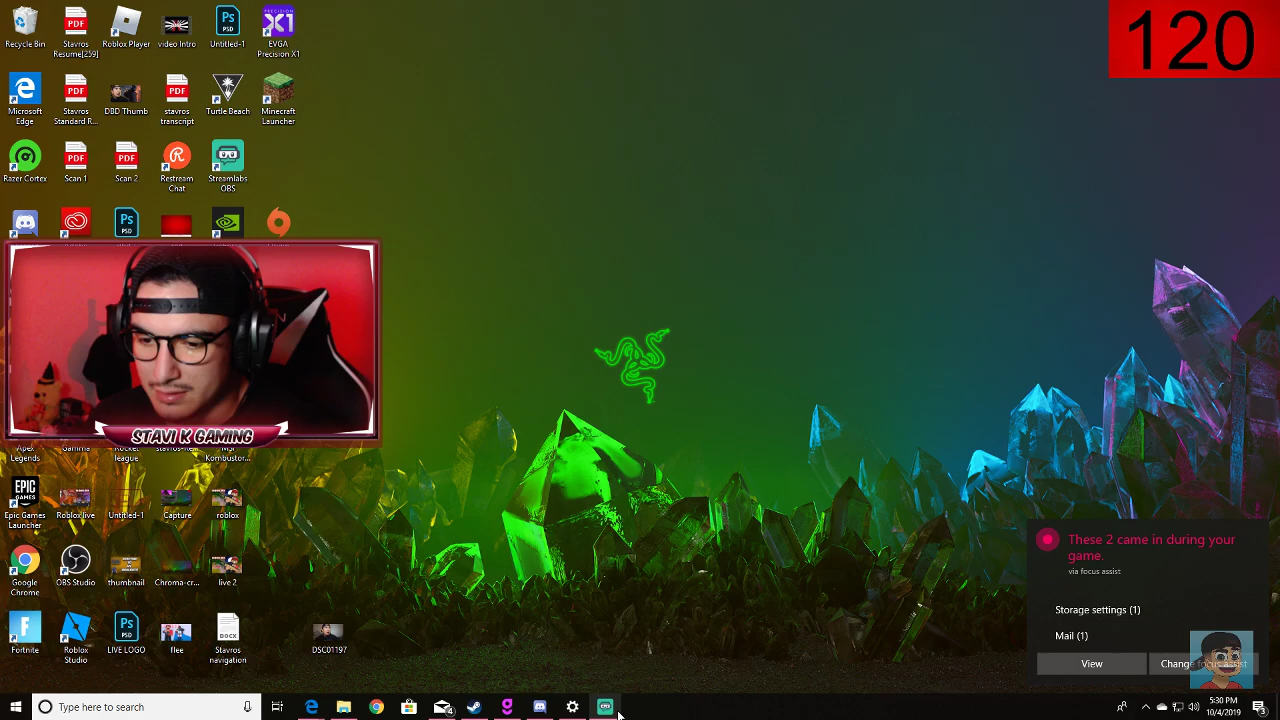 120
Recycle Bin
Stavros Resume[259]
Roblox Player
video Intro
Untitled-1
EVGA Precision X1
Microsoft Edge
Stavros Standard R...
DBD Thumb
stavros transcript
Turtle Beach
Minecraft Launcher
Razer Cortex
Scan 1
Scan 2
Restream Chat
Streamlabs OBS
STAVI K GAMING
Apex Legends
Gamma
Rocket league
Kombustor...
Epic Games Launcher
Roblox live
Untitled-1
Capture
roblox
Google Chrome
OBS Studio
thumbnail
Chroma-cr...
live 2
Fortnite
Roblox Studio
LIVE LOGO
flee
Stavros navigation
DSC01197
These 2 came in during your
game.
via focus assist
Storage settings (1)
Mail (1)
View
Change focus assist
Type here to search
5:30 PM
10/4/2019